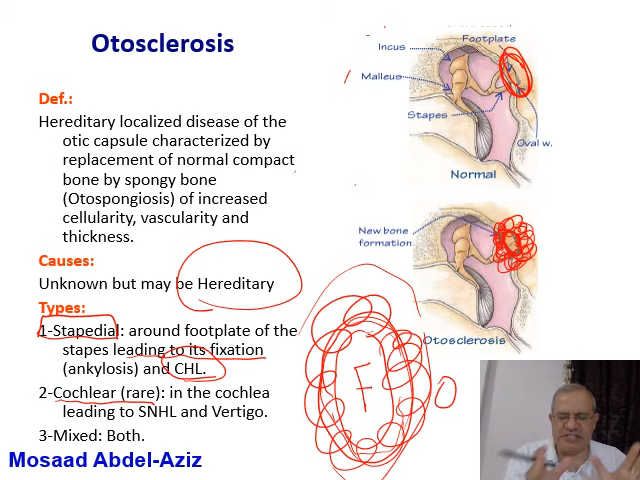 Otosclerosis
Def.:
Hereditary localized disease of the
otic capsule characterized by
replacement of normal compact
bone by spongy bone
(Otospongiosis) of increased
cellularity, vascularity and
thickness.
Causes:
Unknown but may be Hereditary
Types:
1-Stapedial: around footplate of the
stapes leading to its fixation
(ankylosis) and CHL.
2-Cochlear (rare): in the cochlea
leading to SNHL and Vertigo.
3-Mixed: Both.
Mosaad Abdel-Aziz
Footplate
Incus
Malleus
Stapes
Oval w.
Normal
New bone
formation
Otosclerosis
F
O